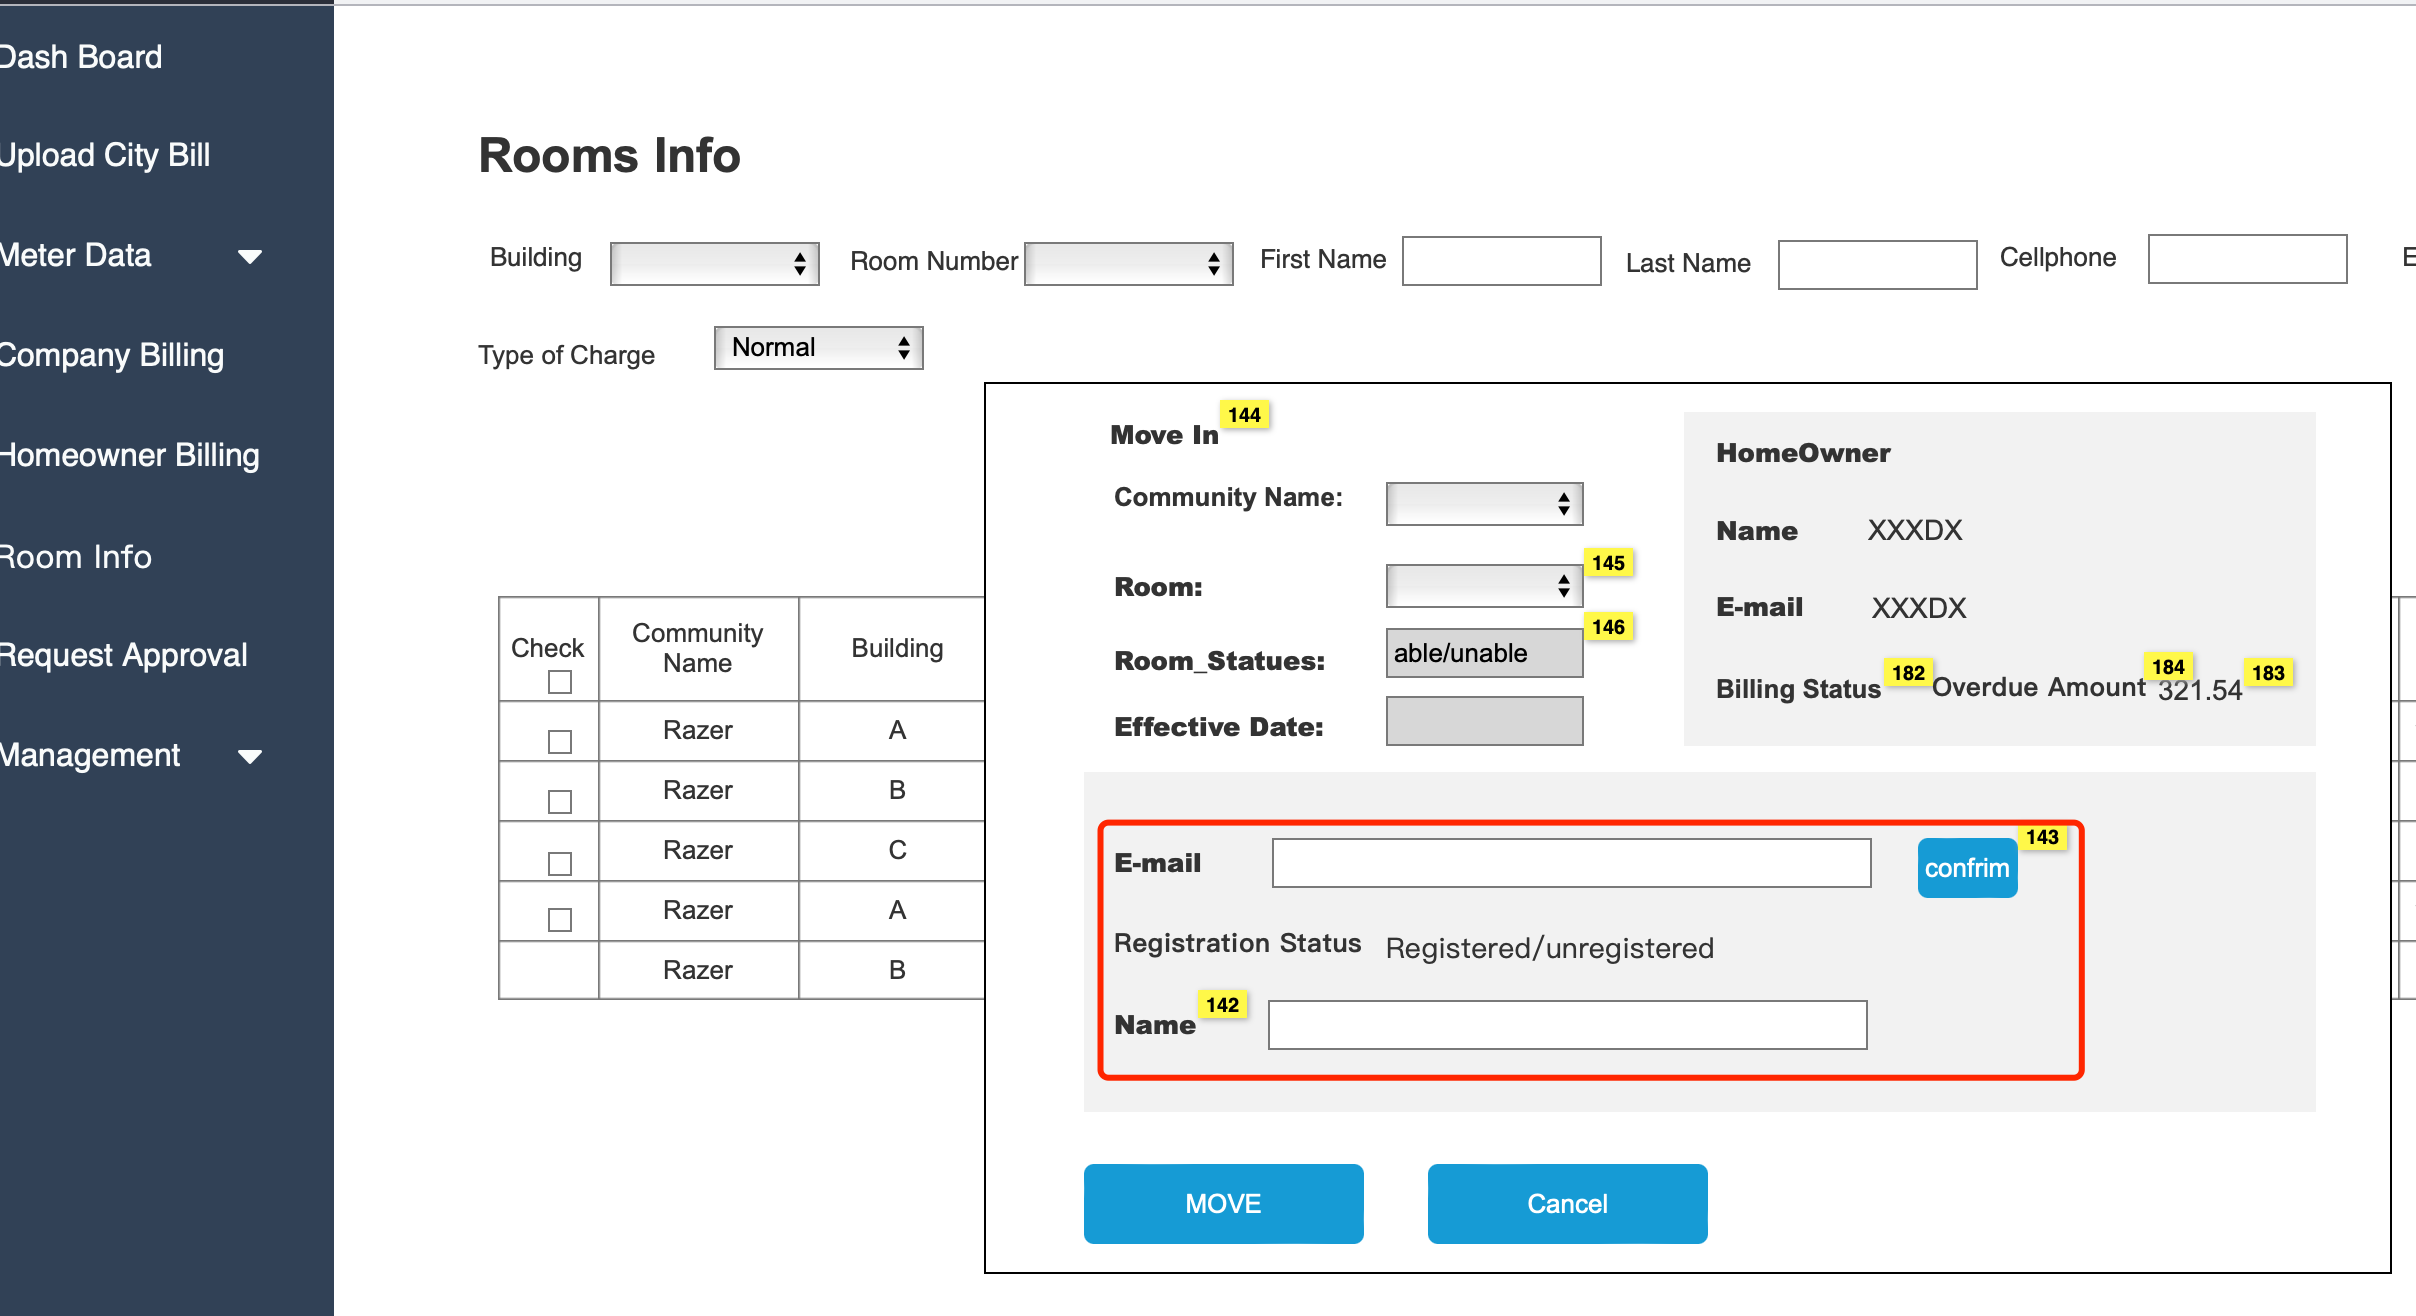 Dash Board
Upload City Bill
Meter Data
Company Billing
Homeowner Billing
Room Info
Request Approval
Management
Rooms Info
Building Room Number First Name Last Name Cellphone E
Type of Charge Normal
Move In 144
Community Name:
Room: 145
Room_Statues: able/unable 146
Effective Date:
HomeOwner
Name XXXDX
E-mail XXXDX
Billing Status 182 Overdue Amount 184 321.54 183
Check Community Name Building
Razer A
Razer B
Razer C
Razer A
Razer B
E-mail confrim 143
Registration Status Registered/unregistered
Name 142
MOVE Cancel